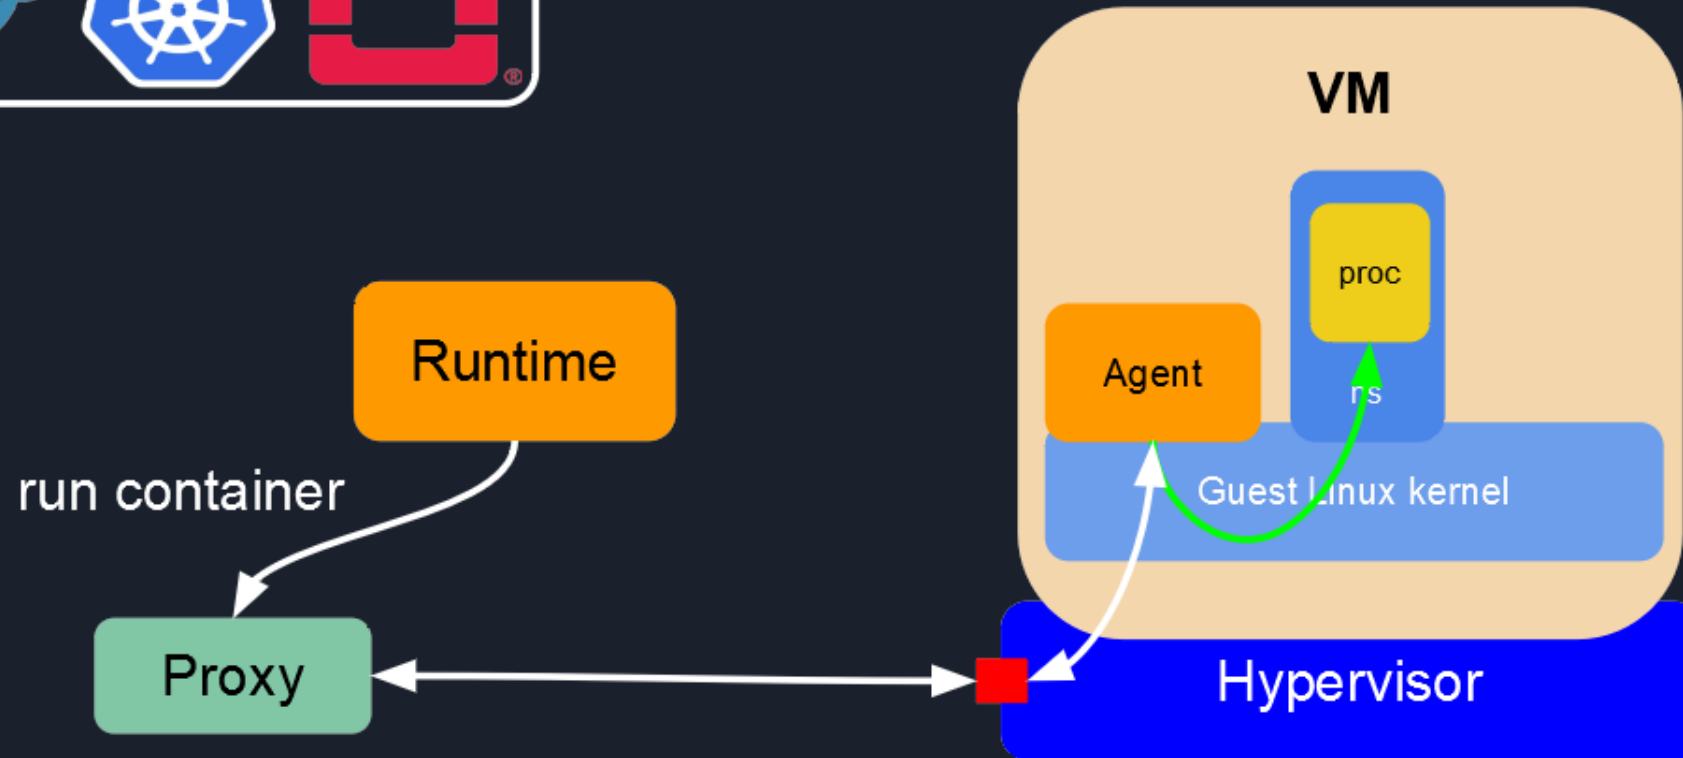 ®
VM
proc
Runtime
Agent
ns
run container
Guest Linux kernel
Proxy
Hypervisor